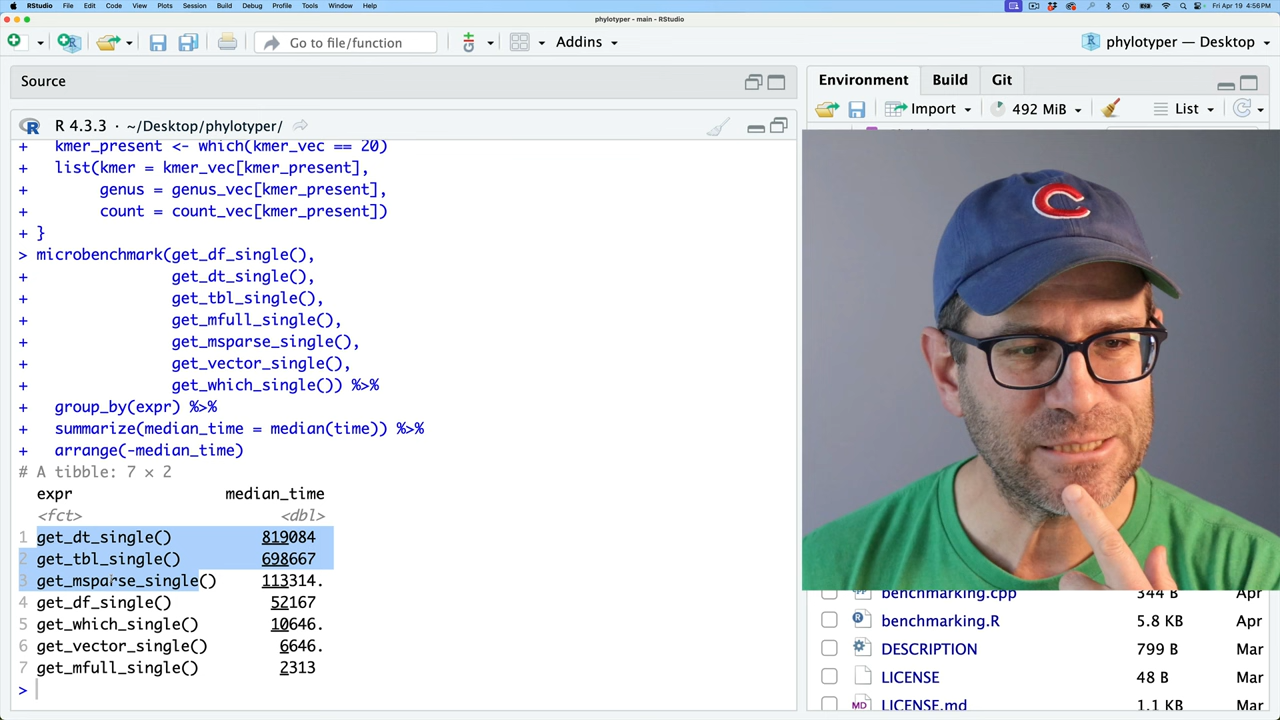 RStudio File Edit Code View Plots Session Build Debug Profile Tools Window Help
Fri Apr 19 4:56 PM
phylotyper - main - RStudio
Go to file/function
Addins
phylotyper — Desktop
Source
R 4.3.3 · ~/Desktop/phylotyper/
+ kmer_present <- which(kmer_vec == 20)
+ list(kmer = kmer_vec[kmer_present],
+ genus = genus_vec[kmer_present],
+ count = count_vec[kmer_present])
+ }
> microbenchmark(get_df_single(),
+ get_dt_single(),
+ get_tbl_single(),
+ get_mfull_single(),
+ get_msparse_single(),
+ get_vector_single(),
+ get_which_single()) %>%
+ group_by(expr) %>%
+ summarize(median_time = median(time)) %>%
+ arrange(-median_time)
# A tibble: 7 × 2
expr median_time
<fct> <dbl>
1 get_dt_single() 819084
2 get_tbl_single() 698667
3 get_msparse_single() 113314.
4 get_df_single() 52167
5 get_which_single() 10646.
6 get_vector_single() 6646.
7 get_mfull_single() 2313
>
Environment Build Git
Import 492 MiB List
C
benchmarking.cpp 344 B Apr
benchmarking.R 5.8 KB Apr
DESCRIPTION 799 B Mar
LICENSE 48 B Mar
LICENSE.md 1.1 KB Mar